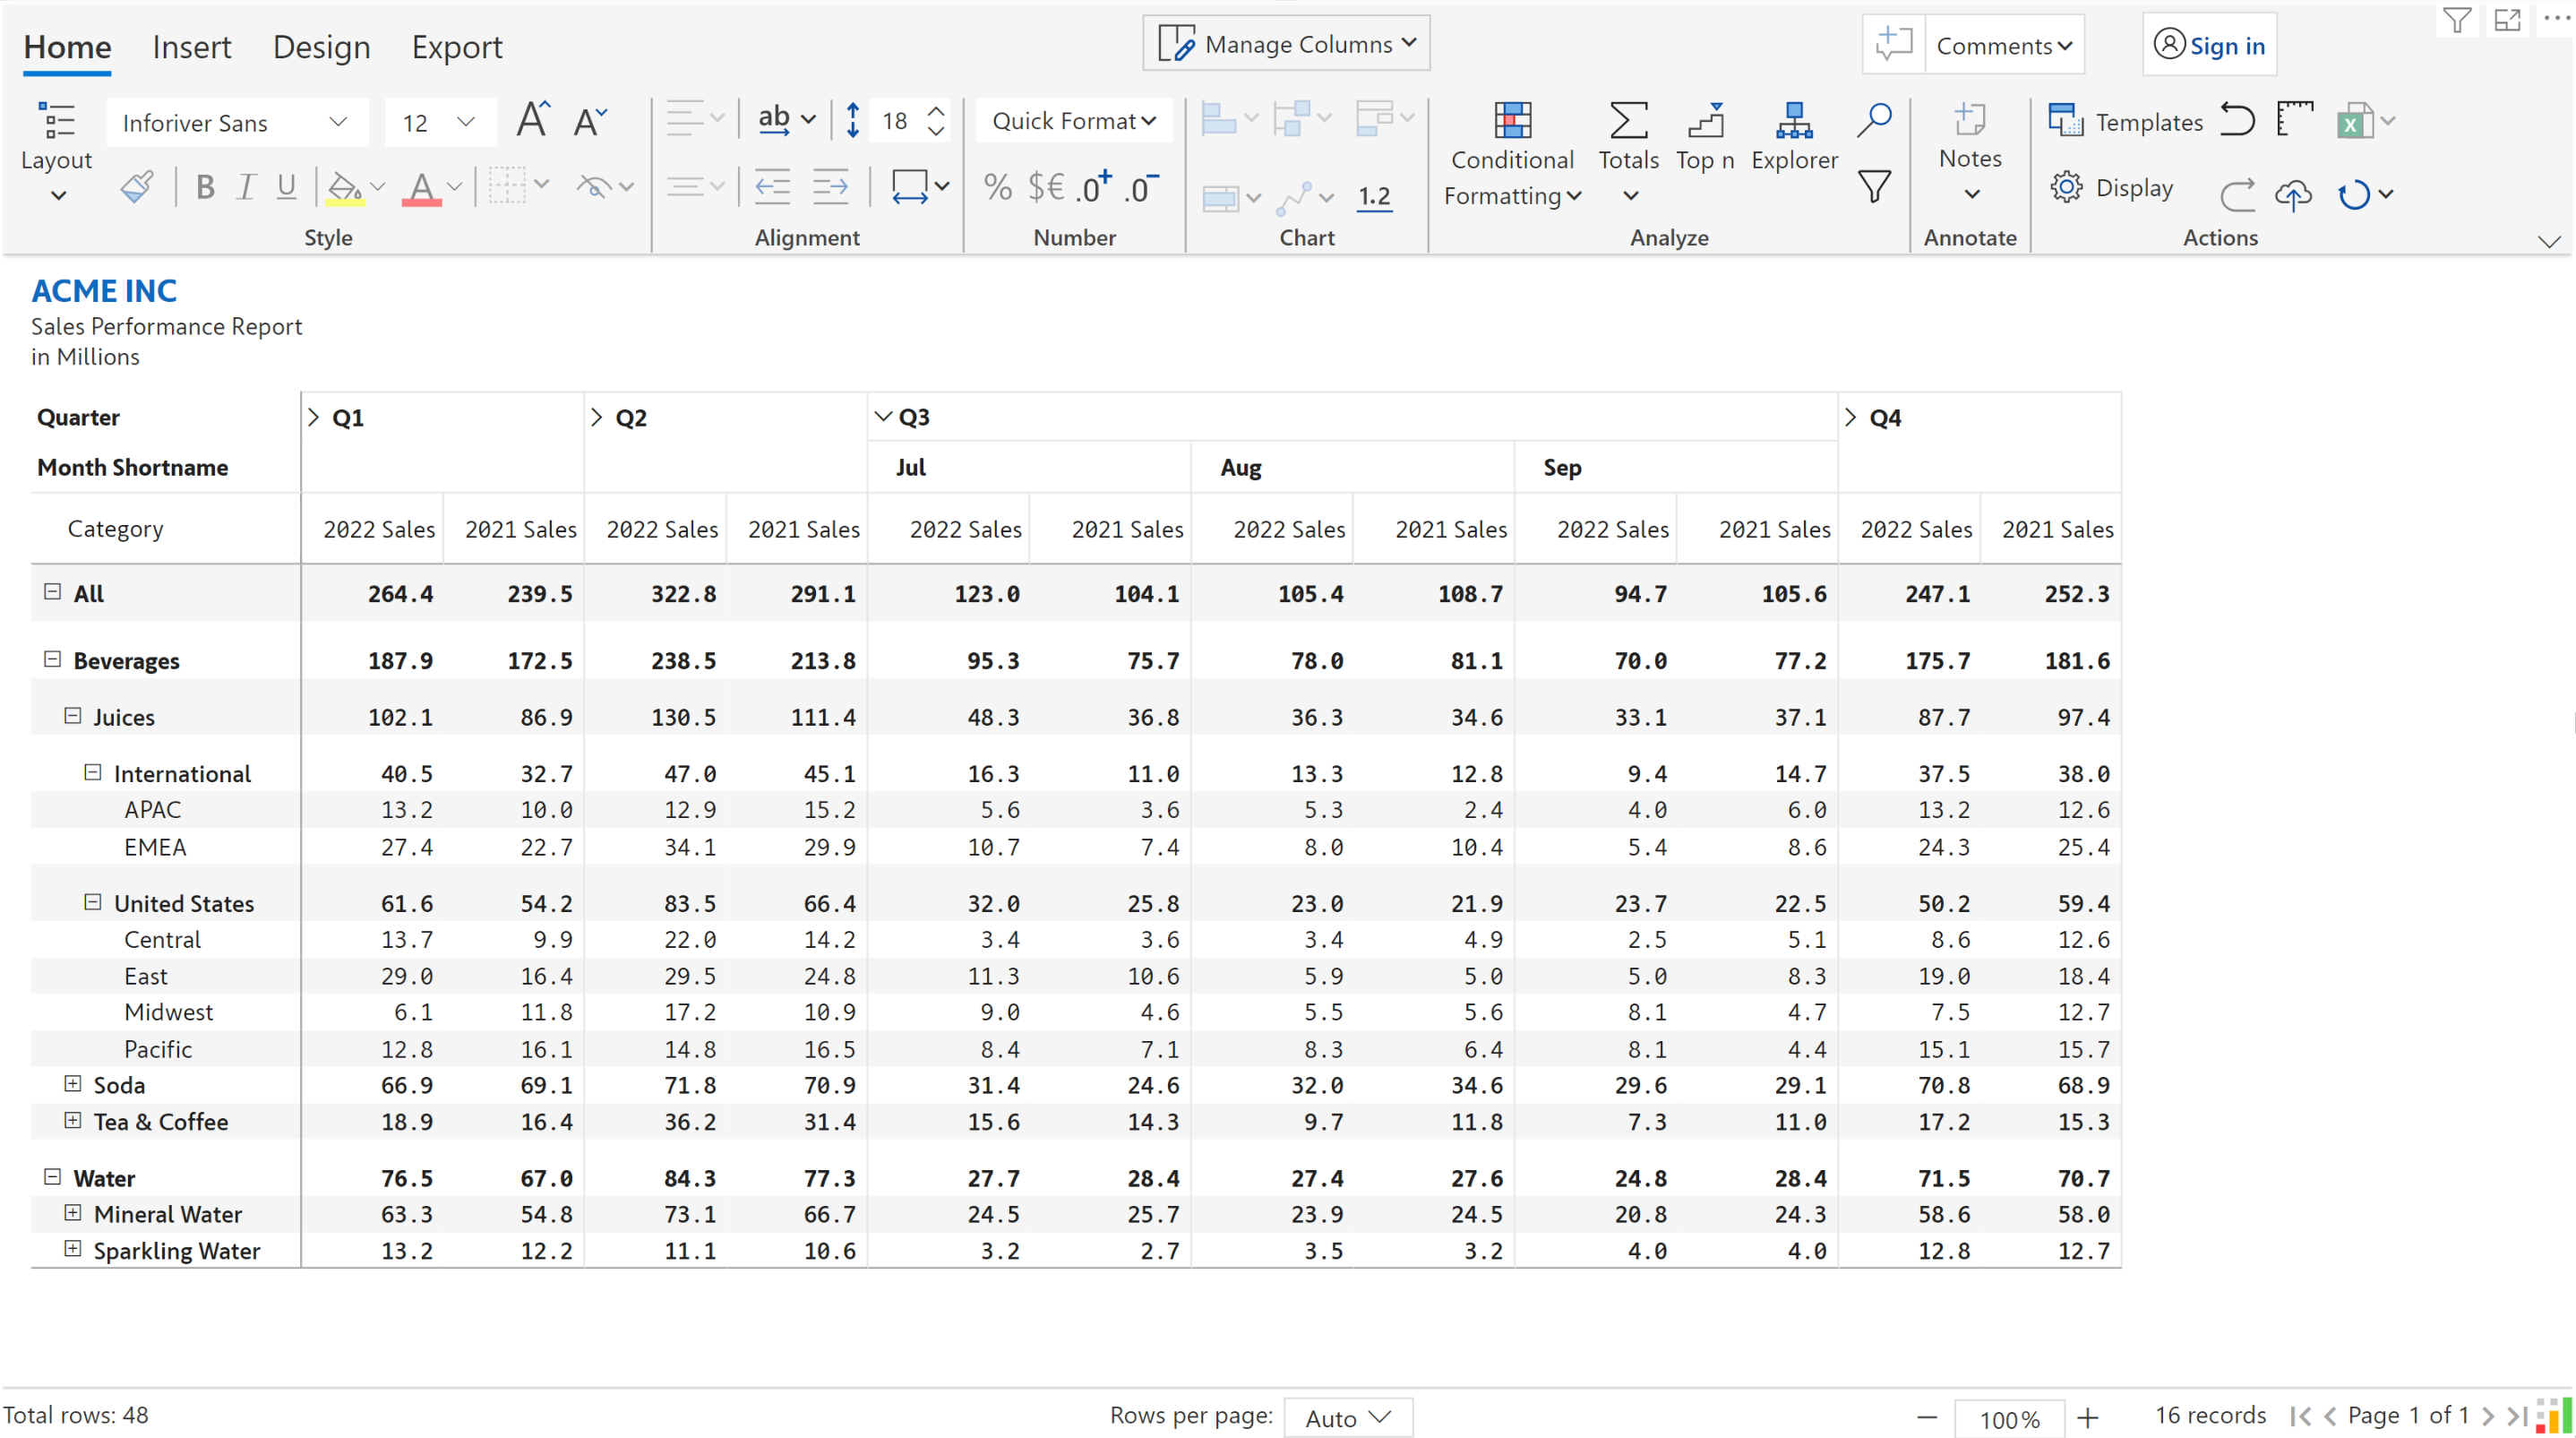 Home Insert Design Export Manage Columns Comments Sign in
Inforiver Sans 12 A A ab 18 Quick Format Conditional Formatting Totals Top n Explorer Notes Templates
Layout B I U A % $€ .0+ .0- 1.2 Display
Style Alignment Number Chart Analyze Annotate Actions
ACME INC
Sales Performance Report
in Millions
Quarter Q1 Q2 Q3 Q4
Month Shortname Jul Aug Sep
Category 2022 Sales 2021 Sales 2022 Sales 2021 Sales 2022 Sales 2021 Sales 2022 Sales 2021 Sales 2022 Sales 2021 Sales 2022 Sales 2021 Sales
All 264.4 239.5 322.8 291.1 123.0 104.1 105.4 108.7 94.7 105.6 247.1 252.3
Beverages 187.9 172.5 238.5 213.8 95.3 75.7 78.0 81.1 70.0 77.2 175.7 181.6
Juices 102.1 86.9 130.5 111.4 48.3 36.8 36.3 34.6 33.1 37.1 87.7 97.4
International 40.5 32.7 47.0 45.1 16.3 11.0 13.3 12.8 9.4 14.7 37.5 38.0
APAC 13.2 10.0 12.9 15.2 5.6 3.6 5.3 2.4 4.0 6.0 13.2 12.6
EMEA 27.4 22.7 34.1 29.9 10.7 7.4 8.0 10.4 5.4 8.6 24.3 25.4
United States 61.6 54.2 83.5 66.4 32.0 25.8 23.0 21.9 23.7 22.5 50.2 59.4
Central 13.7 9.9 22.0 14.2 3.4 3.6 3.4 4.9 2.5 5.1 8.6 12.6
East 29.0 16.4 29.5 24.8 11.3 10.6 5.9 5.0 5.0 8.3 19.0 18.4
Midwest 6.1 11.8 17.2 10.9 9.0 4.6 5.5 5.6 8.1 4.7 7.5 12.7
Pacific 12.8 16.1 14.8 16.5 8.4 7.1 8.3 6.4 8.1 4.4 15.1 15.7
Soda 66.9 69.1 71.8 70.9 31.4 24.6 32.0 34.6 29.6 29.1 70.8 68.9
Tea & Coffee 18.9 16.4 36.2 31.4 15.6 14.3 9.7 11.8 7.3 11.0 17.2 15.3
Water 76.5 67.0 84.3 77.3 27.7 28.4 27.4 27.6 24.8 28.4 71.5 70.7
Mineral Water 63.3 54.8 73.1 66.7 24.5 25.7 23.9 24.5 20.8 24.3 58.6 58.0
Sparkling Water 13.2 12.2 11.1 10.6 3.2 2.7 3.5 3.2 4.0 4.0 12.8 12.7
Total rows: 48 Rows per page: Auto 100% 16 records Page 1 of 1